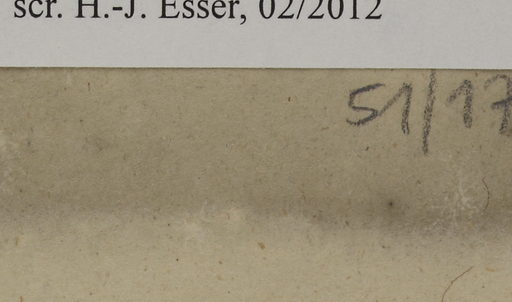 scr. H.-J. Esser, 02/2012
51/17